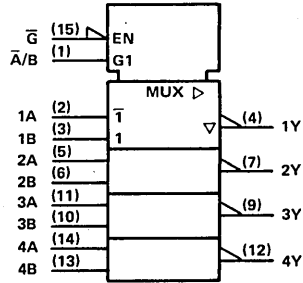 G̅ (15) EN
A̅/B (1) G1
MUX ▷
1A (2) 1̅ (4) 1Y
1B (3) 1 ▽
2A (5) (7) 2Y
2B (6)
3A (11) (9) 3Y
3B (10)
4A (14) (12) 4Y
4B (13)